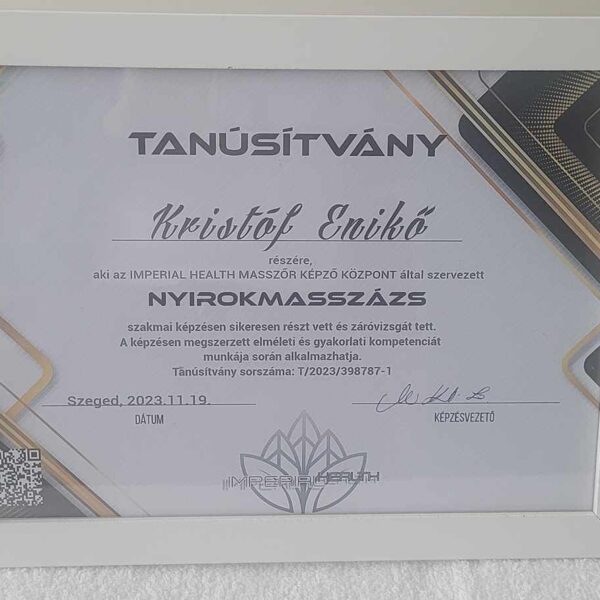 TANÚSÍTVÁNY
Kristóf Enikő
részére,
aki az IMPERIAL HEALTH MASSZŐR KÉPZŐ KÖZPONT által szervezett
NYIROKMASSZÁZS
szakmai képzésen sikeresen részt vett és záróvizsgát tett.
A képzésen megszerzett elméleti és gyakorlati kompetenciát
munkája során alkalmazhatja.
Tanúsítvány sorszáma: T/2023/398787-1
Szeged, 2023.11.19.
DÁTUM
KÉPZÉSVEZETŐ
IMPERIAL HEALTH